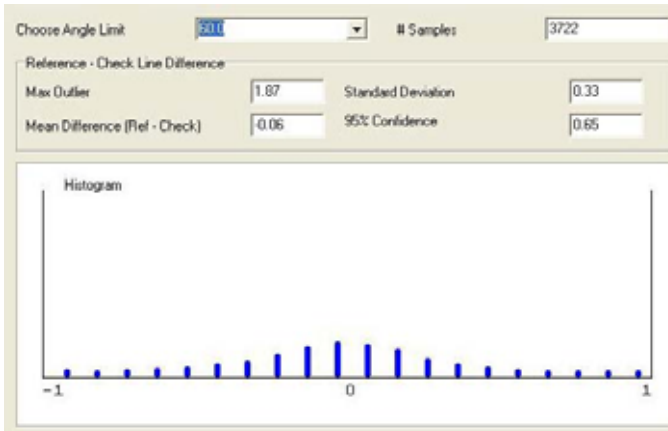 Choose Angle Limit 60.0 # Samples 3722
Reference - Check Line Difference
Max Outlier 1.87 Standard Deviation 0.33
Mean Difference (Ref - Check) -0.06 95% Confidence 0.65
Histogram
-1 0 1